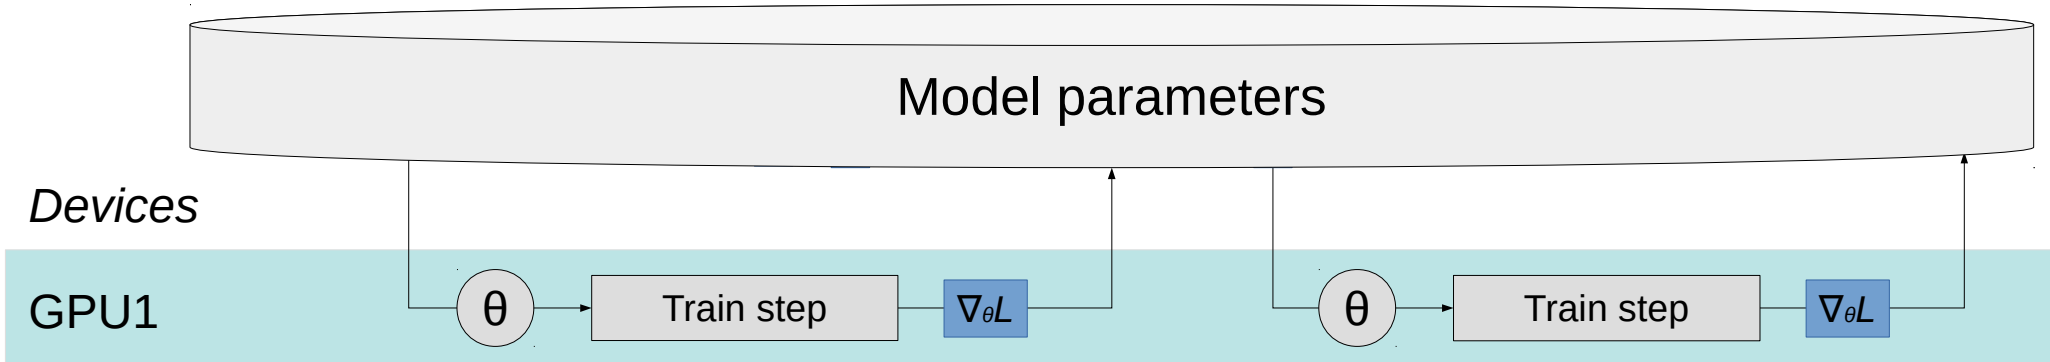 Model parameters
Devices
GPU1
θ
Train step
∇θL
θ
Train step
∇θL